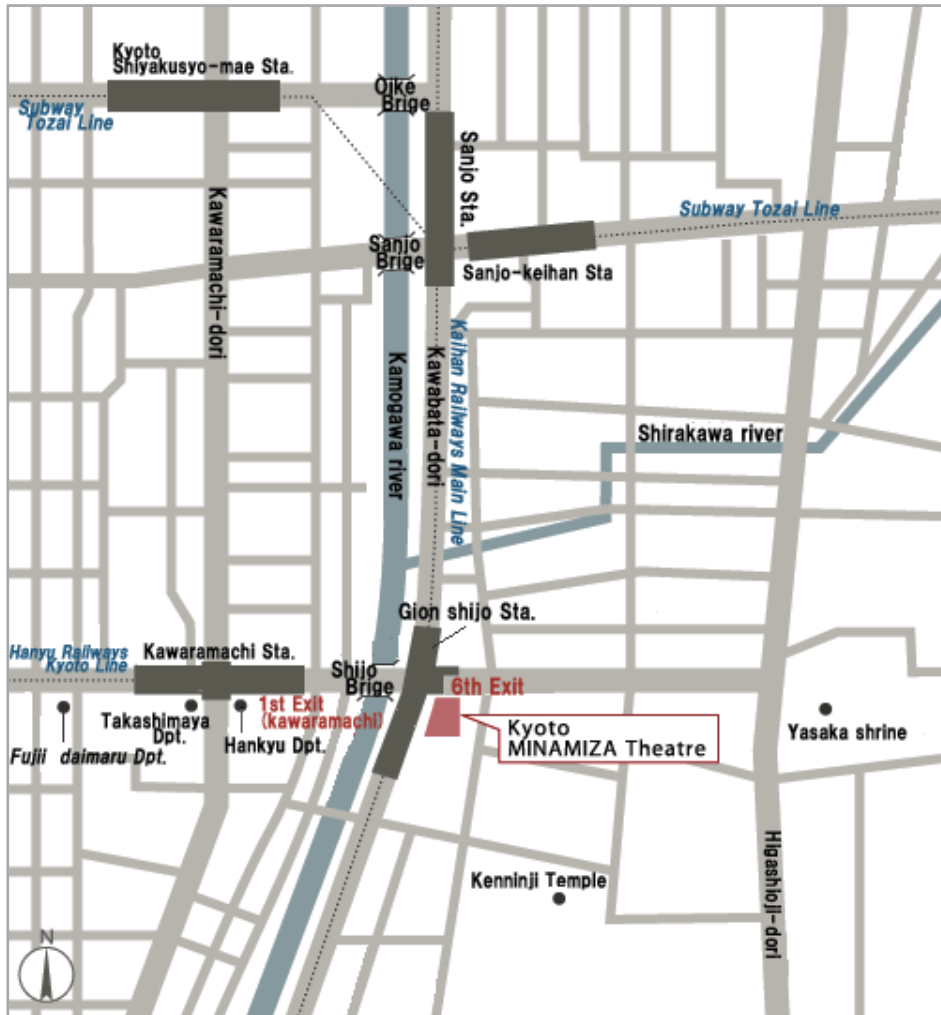 Kyoto
Shiyakusyo-mae Sta.
Oike
Brige
Subway
Tozai Line
Sanjo Sta.
Kawaramachi-dori
Subway Tozai Line
Sanjo
Brige
Sanjo-keihan Sta
Kaihan Railways Main Line
Kawabata-dori
Kamogawa river
Shirakawa river
Gion shijo Sta.
Hanyu Railways
Kyoto Line
Kawaramachi Sta.
Shijo
Brige
6th Exit
1st Exit
(kawaramachi)
Takashimaya
Dpt.
Hankyu Dpt.
Fujii daimaru Dpt.
Kyoto
MINAMIZA Theatre
Yasaka shrine
Higashioji-dori
Kenninji Temple
N